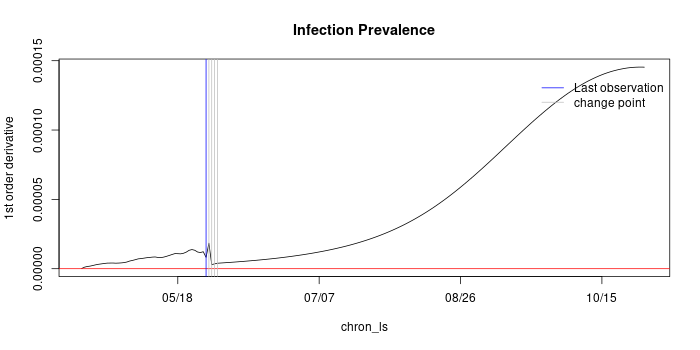 Infection Prevalence
1st order derivative
0.00015
0.00010
0.00005
0.00000
Last observation
change point
05/18
07/07
08/26
10/15
chron_ls